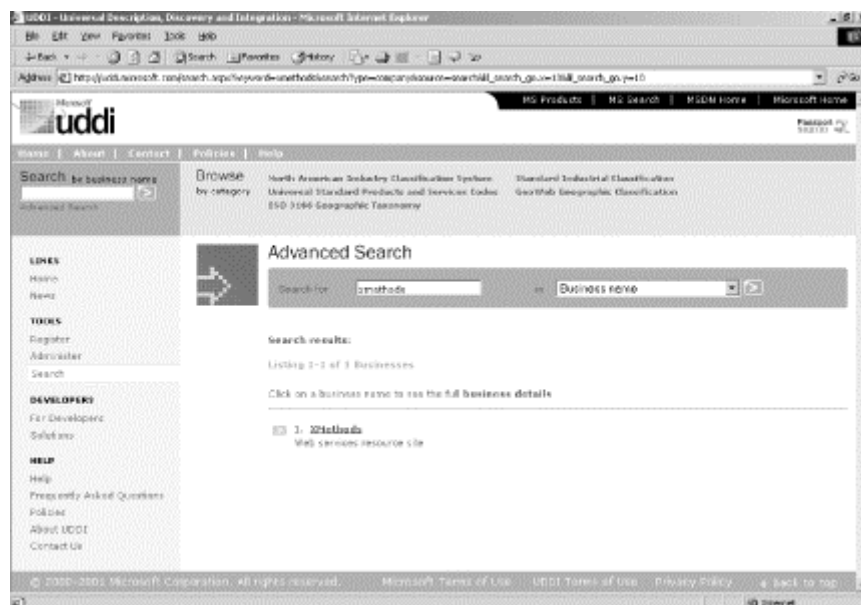 UDDI - Universal Description, Discovery and Integration - Microsoft Internet Explorer
File Edit View Favorites Tools Help
Back Search Favorites History
Address
MS Products | MS Search | MSDN Home | Microsoft Home
Microsoft
uddi
Passport
Home | About | Contact | Policies | Help
Search by business name
Advanced Search
Browse by category
North American Industry Classification System
Universal Standard Products and Services Codes
ISO 3166 Geographic Taxonomy
Standard Industrial Classification
GeoWeb Geographic Classification
LINKS
Home
News
TOOLS
Register
Administer
Search
DEVELOPERS
For Developers
Solutions
HELP
Help
Frequently Asked Questions
Policies
About UDDI
Contact Us
Advanced Search
Search for xmethods in Business name
Search results:
Listing 1-1 of 1 Businesses
Click on a business name to see the full business details
1. XMethods
Web services resource site
© 2000-2001 Microsoft Corporation. All rights reserved. Microsoft Terms of Use UDDI Terms of Use Privacy Policy back to top
Internet